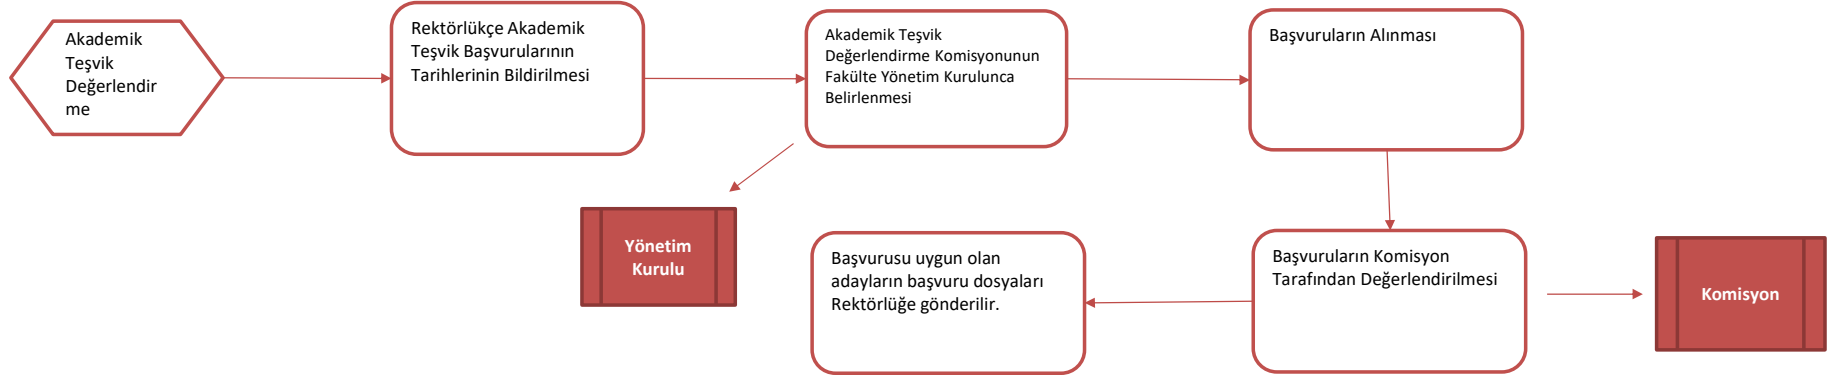 Akademik
Teşvik
Değerlendir
me
Rektörlükçe Akademik
Teşvik Başvurularının
Tarihlerinin Bildirilmesi
Akademik Teşvik
Değerlendirme Komisyonunun
Fakülte Yönetim Kurulunca
Belirlenmesi
Başvuruların Alınması
Yönetim
Kurulu
Başvurusu uygun olan
adayların başvuru dosyaları
Rektörlüğe gönderilir.
Başvuruların Komisyon
Tarafından Değerlendirilmesi
Komisyon